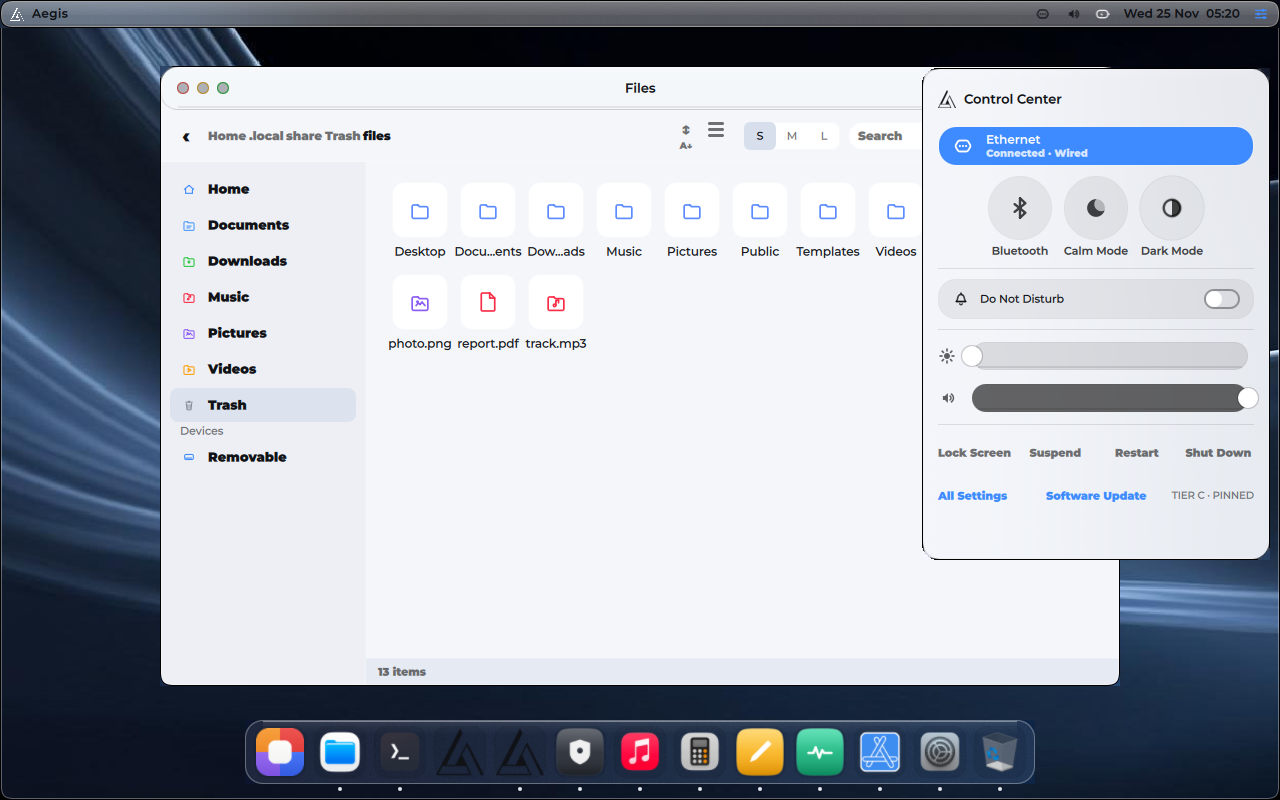 Aegis
Wed 25 Nov 05:20
Files
Home .local share Trash files
A+
S M L
Search
Home
Documents
Downloads
Music
Pictures
Videos
Trash
Devices
Removable
Desktop Docu...ents Dow...ads Music Pictures Public Templates Videos
photo.png report.pdf track.mp3
13 items
Control Center
Ethernet
Connected · Wired
Bluetooth Calm Mode Dark Mode
Do Not Disturb
Lock Screen Suspend Restart Shut Down
All Settings Software Update TIER C · PINNED